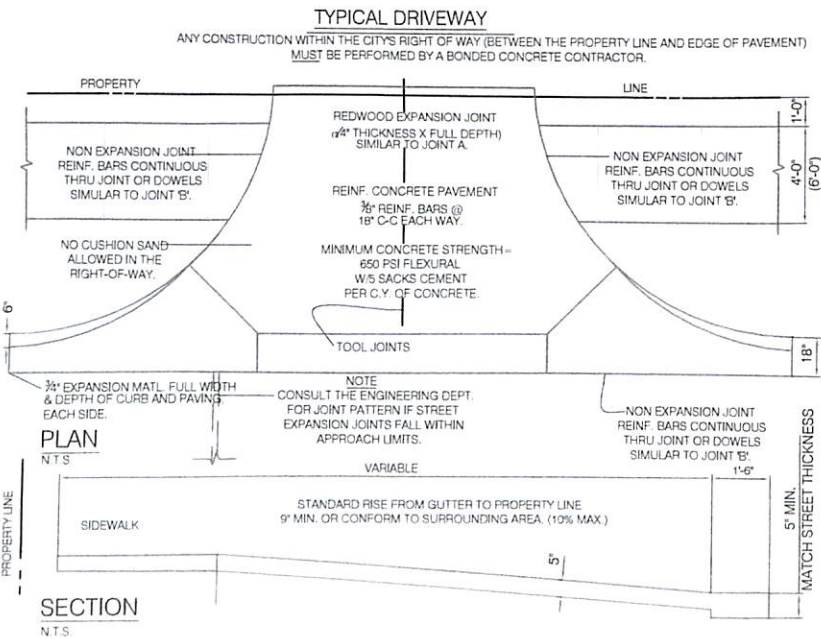 TYPICAL DRIVEWAY
ANY CONSTRUCTION WITHIN THE CITY'S RIGHT OF WAY (BETWEEN THE PROPERTY LINE AND EDGE OF PAVEMENT)
MUST BE PERFORMED BY A BONDED CONCRETE CONTRACTOR.
PROPERTY
LINE
1'-0"
REDWOOD EXPANSION JOINT
THICKNESS X FULL DEPTH)
SIMILAR TO JOINT A.
NON EXPANSION JOINT
REINF. BARS CONTINUOUS
THRU JOINT OR DOWELS
SIMULAR TO JOINT 'B'.
NON EXPANSION JOINT
REINF. BARS CONTINUOUS
THRU JOINT OR DOWELS
SIMULAR TO JOINT 'B'.
4'-0"
(6'-0")
REINF. CONCRETE PAVEMENT
⅜" REINF. BARS @
18" C-C EACH WAY.
NO CUSHION SAND
ALLOWED IN THE
RIGHT-OF-WAY.
MINIMUM CONCRETE STRENGTH=
650 PSI FLEXURAL
W/5 SACKS CEMENT
PER C.Y. OF CONCRETE.
6"
TOOL JOINTS
18"
¾" EXPANSION MATL. FULL WIDTH
& DEPTH OF CURB AND PAVING
EACH SIDE.
NOTE
CONSULT THE ENGINEERING DEPT.
FOR JOINT PATTERN IF STREET
EXPANSION JOINTS FALL WITHIN
APPROACH LIMITS.
NON EXPANSION JOINT
REINF. BARS CONTINUOUS
THRU JOINT OR DOWELS
SIMULAR TO JOINT 'B'.
PLAN
N.T.S.
VARIABLE
1'-6"
PROPERTY LINE
SIDEWALK
STANDARD RISE FROM GUTTER TO PROPERTY LINE
9" MIN. OR CONFORM TO SURROUNDING AREA. (10% MAX.)
5"
5" MIN.
MATCH STREET THICKNESS
SECTION
N.T.S.